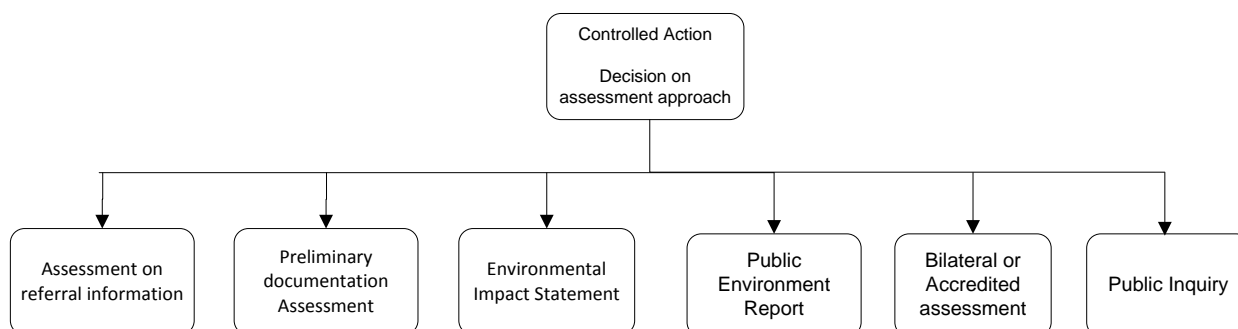 Controlled Action
Decision on
assessment approach
Assessment on
referral information
Preliminary
documentation
Assessment
Environmental
Impact Statement
Public
Environment
Report
Bilateral or
Accredited
assessment
Public Inquiry